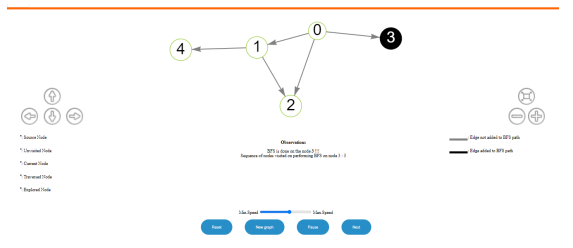 0
3
1
4
2
*: Source Node
*: Unvisited Node
*: Current Node
*: Traversed Node
*: Explored Node
Observations
BFS is done on the node 3 !!!
Sequence of nodes visited on performing BFS on node 3 - 3
: Edge not added to BFS path
: Edge added to BFS path
Min Speed
Max Speed
Reset
New graph
Pause
Next